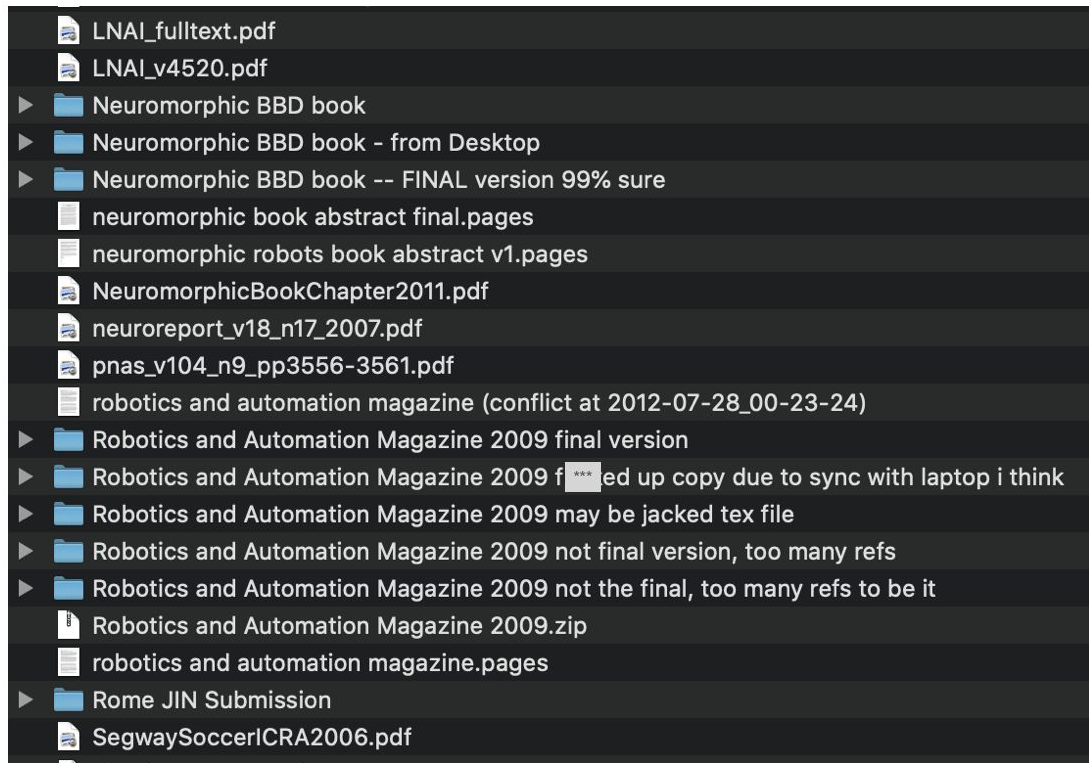 LNAI_fulltext.pdf
LNAI_v4520.pdf
Neuromorphic BBD book
Neuromorphic BBD book - from Desktop
Neuromorphic BBD book -- FINAL version 99% sure
neuromorphic book abstract final.pages
neuromorphic robots book abstract v1.pages
NeuromorphicBookChapter2011.pdf
neuroreport_v18_n17_2007.pdf
pnas_v104_n9_pp3556-3561.pdf
robotics and automation magazine (conflict at 2012-07-28_00-23-24)
Robotics and Automation Magazine 2009 final version
Robotics and Automation Magazine 2009 f***ed up copy due to sync with laptop i think
Robotics and Automation Magazine 2009 may be jacked tex file
Robotics and Automation Magazine 2009 not final version, too many refs
Robotics and Automation Magazine 2009 not the final, too many refs to be it
Robotics and Automation Magazine 2009.zip
robotics and automation magazine.pages
Rome JIN Submission
SegwaySoccerICRA2006.pdf